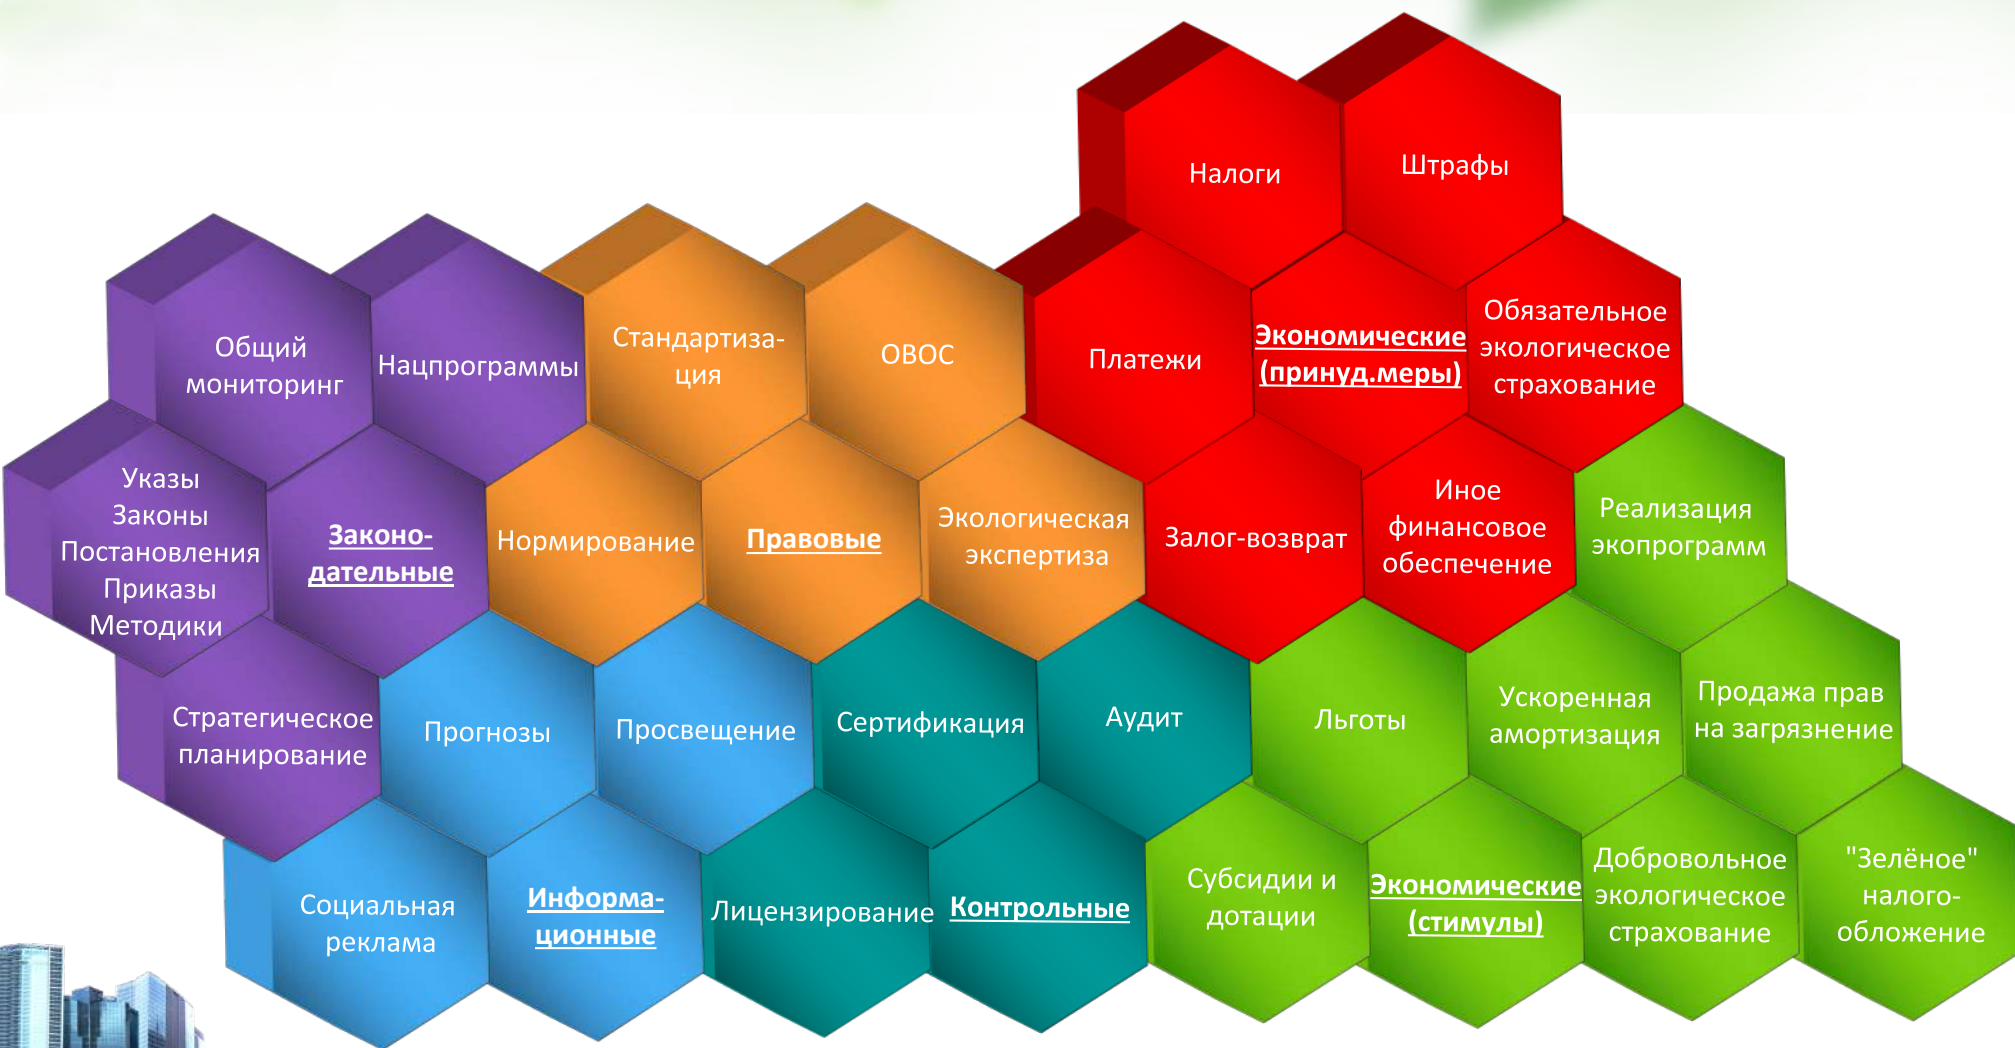 Налоги
Штрафы
Общий
мониторинг
Нацпрограммы
Стандартиза-
ция
ОВОС
Платежи
Экономические
(принуд.меры)
Обязательное
экологическое
страхование
Указы
Законы
Постановления
Приказы
Методики
Законо-
дательные
Нормирование
Правовые
Экологическая
экспертиза
Залог-возврат
Иное
финансовое
обеспечение
Реализация
экопрограмм
Стратегическое
планирование
Прогнозы
Просвещение
Сертификация
Аудит
Льготы
Ускоренная
амортизация
Продажа прав
на загрязнение
Социальная
реклама
Информа-
ционные
Лицензирование
Контрольные
Субсидии и
дотации
Экономические
(стимулы)
Добровольное
экологическое
страхование
"Зелёное"
налого-
обложение